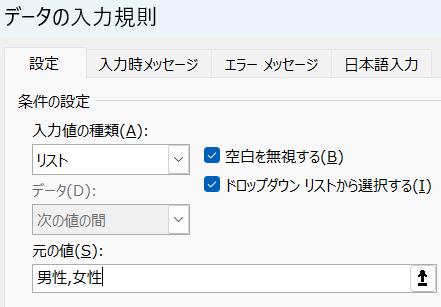 データの入力規則
設定 入力時メッセージ エラー メッセージ 日本語入力
条件の設定
入力値の種類(A):
リスト 空白を無視する(B)
データ(D): ドロップダウン リストから選択する(I)
次の値の間
元の値(S):
男性,女性